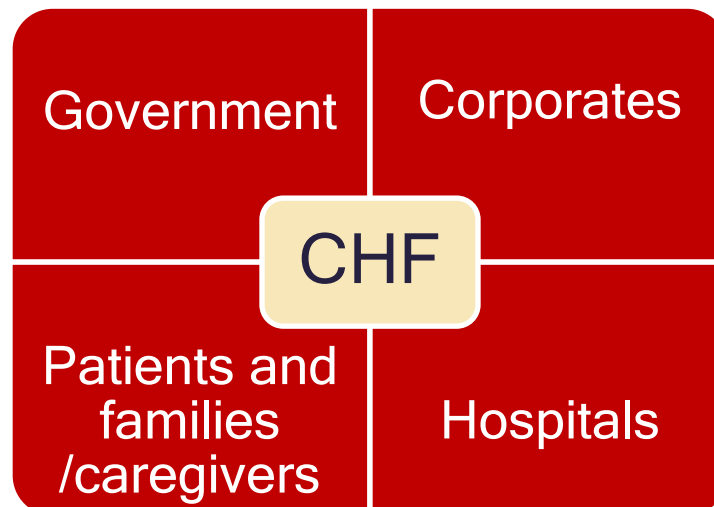 Government
Corporates
CHF
Patients and
families
/caregivers
Hospitals